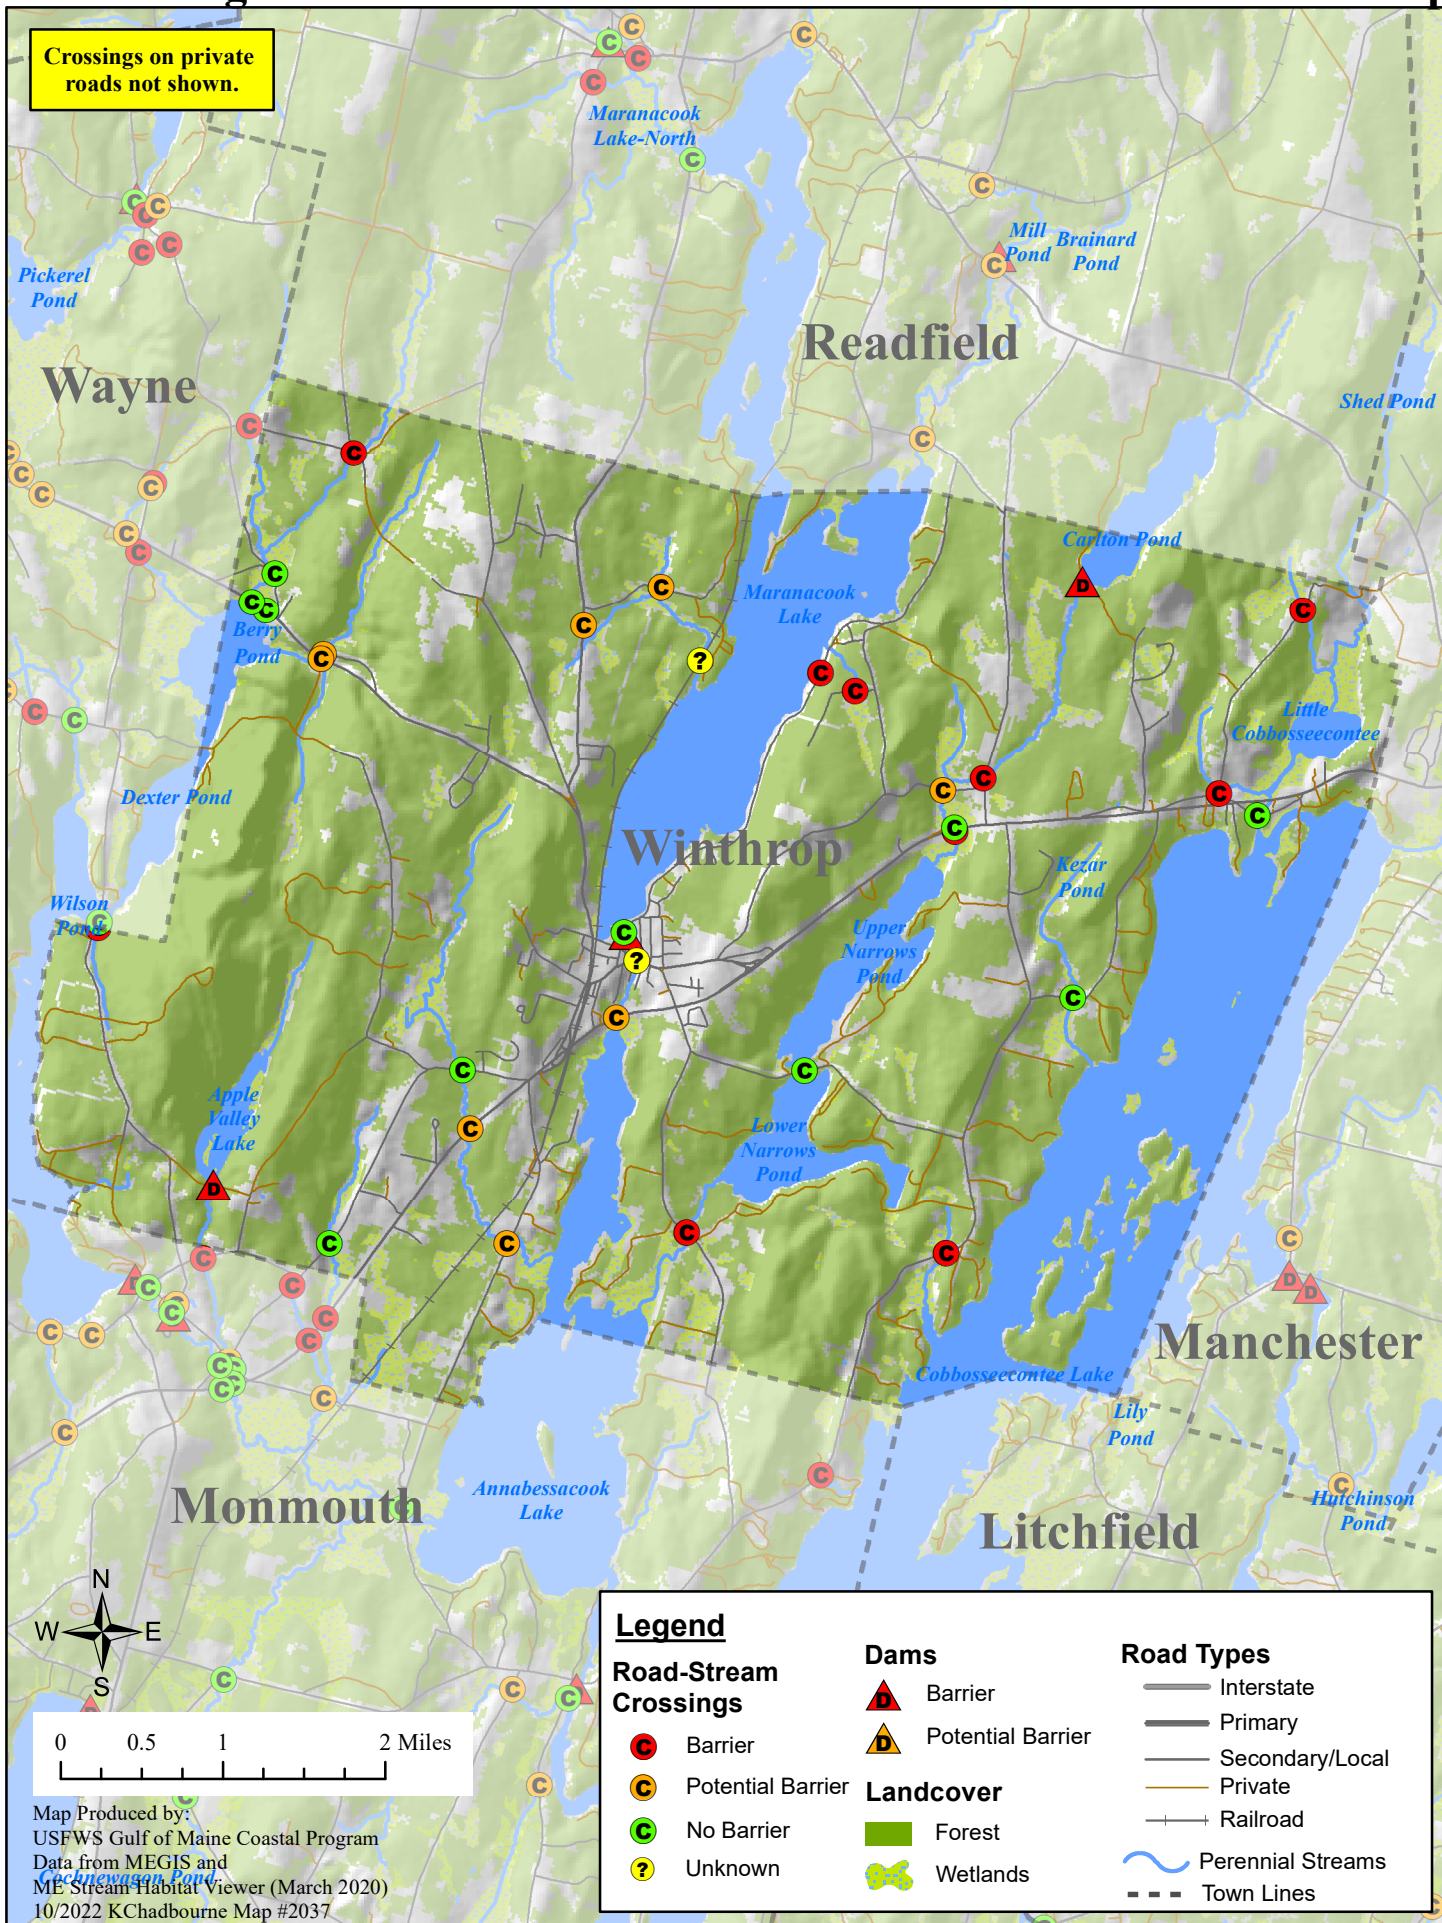 Crossings on private
roads not shown.
Maranacook
Lake-North
Mill
Pond
Brainard
Pond
Pickerel
Pond
Readfield
Wayne
Shed Pond
Carlton Pond
Maranacook
Lake
Berry
Pond
Little
Cobbosseecontee
Dexter Pond
Winthrop
Kezar
Pond
Wilson
Pond
Upper
Narrows
Pond
Apple
Valley
Lake
Lower
Narrows
Pond
Manchester
Cobbosseecontee Lake
Lily
Pond
Annabessacook
Lake
Monmouth
Hutchinson
Pond
Litchfield
N
W E
S
0 0.5 1 2 Miles
Map Produced by:
USFWS Gulf of Maine Coastal Program
Data from MEGIS and
Cochnewagon Pond
ME Stream Habitat Viewer (March 2020)
10/2022 KChadbourne Map #2037
Legend
Road-Stream
Crossings
C Barrier
C Potential Barrier
C No Barrier
? Unknown
Dams
D Barrier
D Potential Barrier
Landcover
Forest
Wetlands
Road Types
Interstate
Primary
Secondary/Local
Private
Railroad
Perennial Streams
Town Lines